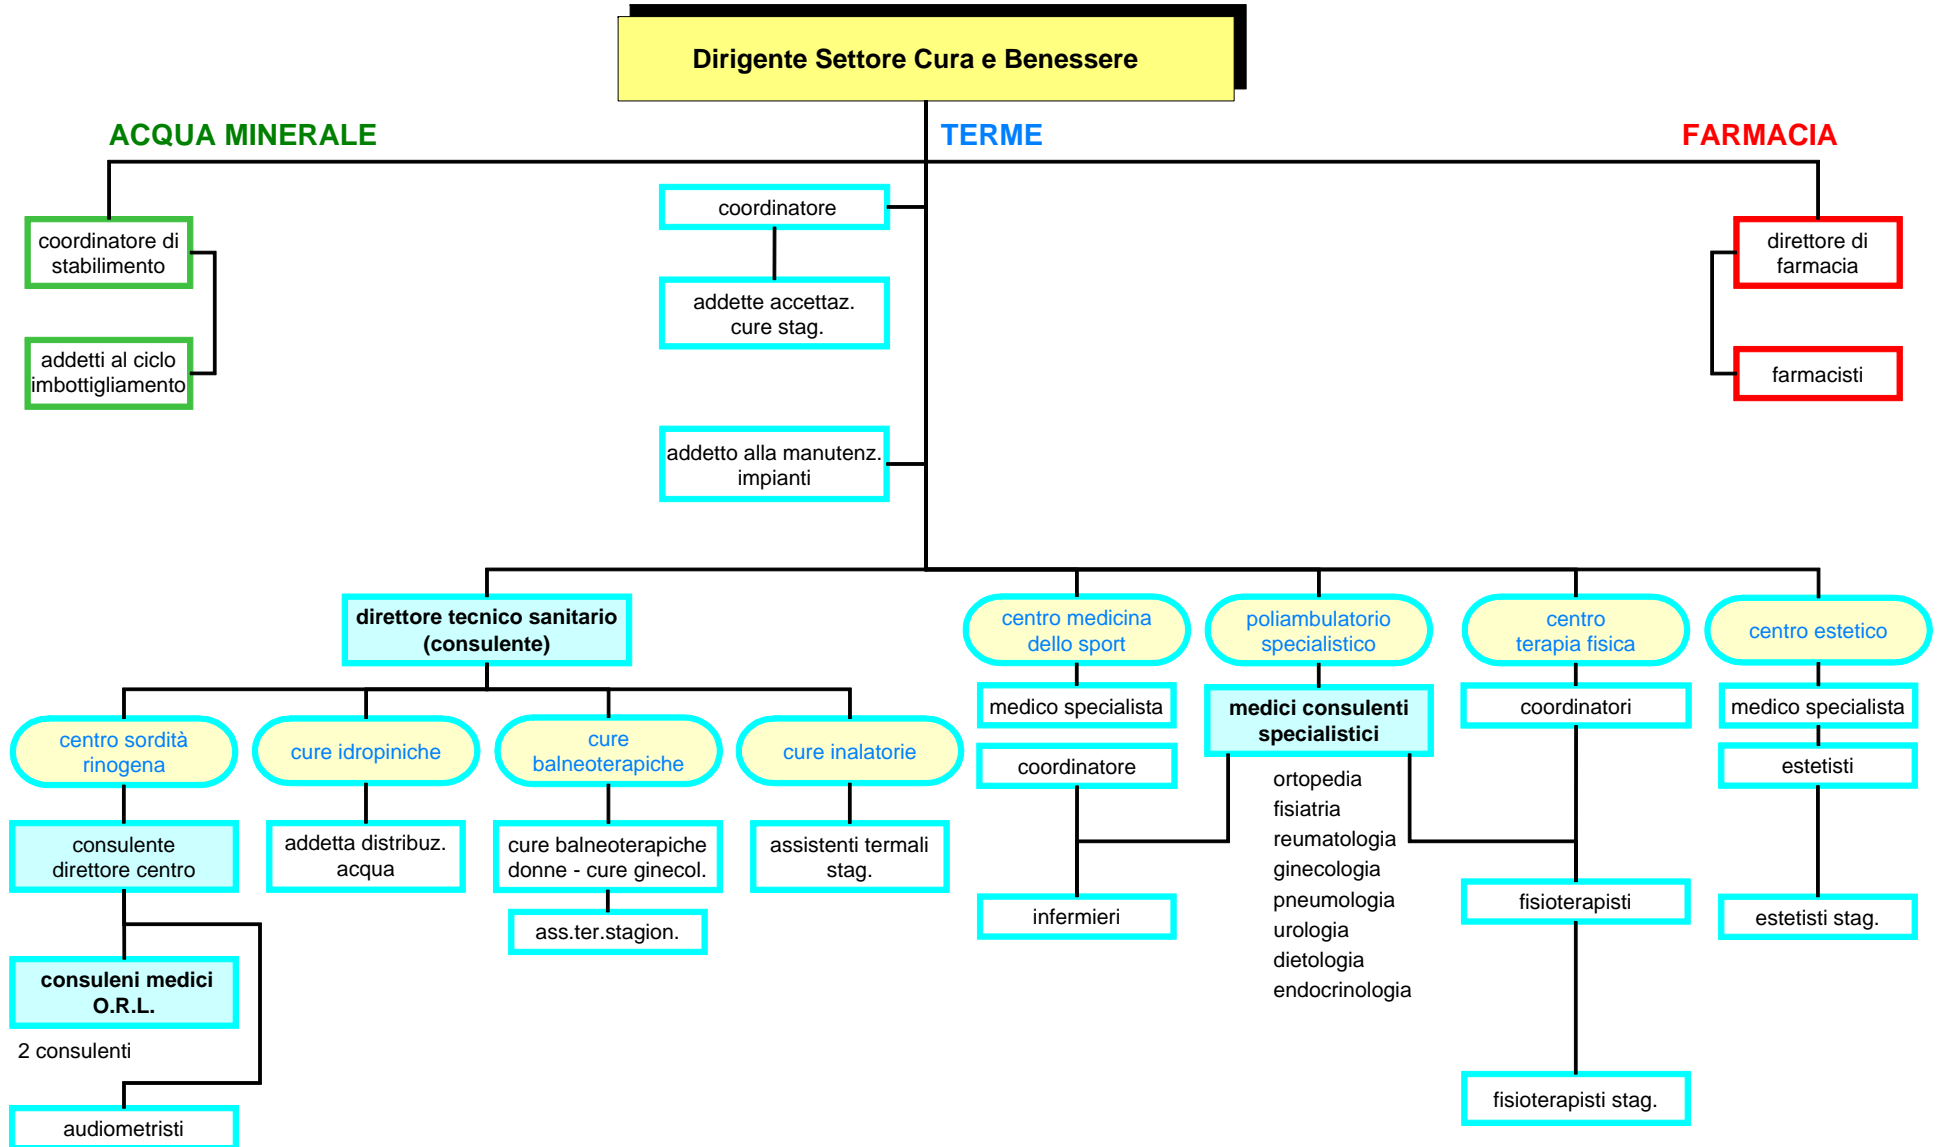 Dirigente Settore Cura e Benessere
ACQUA MINERALE
TERME
FARMACIA
coordinatore di
stabilimento
addetti al ciclo
imbottigliamento
coordinatore
addette accettaz.
cure stag.
addetto alla manutenz.
impianti
direttore di
farmacia
farmacisti
direttore tecnico sanitario
(consulente)
centro medicina
dello sport
poliambulatorio
specialistico
centro
terapia fisica
centro estetico
centro sordità
rinogena
cure idropiniche
cure
balneoterapiche
cure inalatorie
consulente
direttore centro
addetta distribuz.
acqua
cure balneoterapiche
donne - cure ginecol.
assistenti termali
stag.
ass.ter.stagion.
consuleni medici
O.R.L.
2 consulenti
audiometristi
medico specialista
coordinatore
infermieri
medici consulenti
specialistici
ortopedia
fisiatria
reumatologia
ginecologia
pneumologia
urologia
dietologia
endocrinologia
coordinatori
fisioterapisti
fisioterapisti stag.
medico specialista
estetisti
estetisti stag.